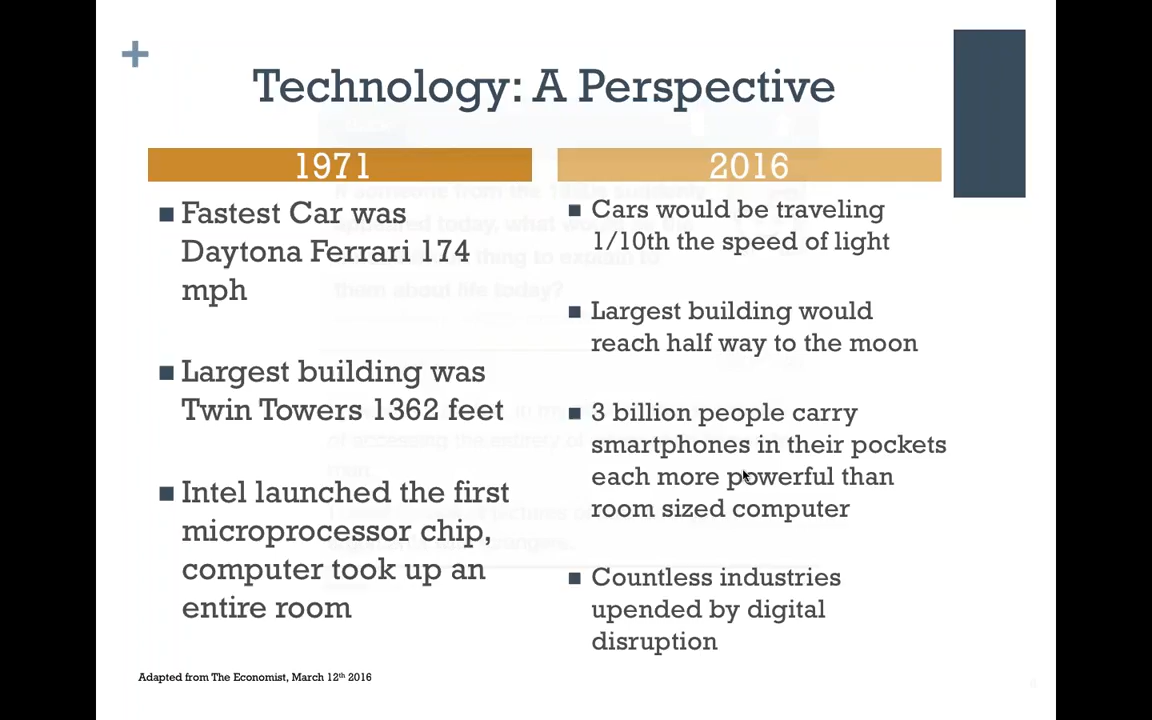 +
Technology: A Perspective
1971
■ Fastest Car was
Daytona Ferrari 174
mph
■ Largest building was
Twin Towers 1362 feet
■ Intel launched the first
microprocessor chip,
computer took up an
entire room
2016
■ Cars would be traveling
1/10th the speed of light
■ Largest building would
reach half way to the moon
■ 3 billion people carry
smartphones in their pockets
each more powerful than
room sized computer
■ Countless industries
upended by digital
disruption
Adapted from The Economist, March 12th 2016